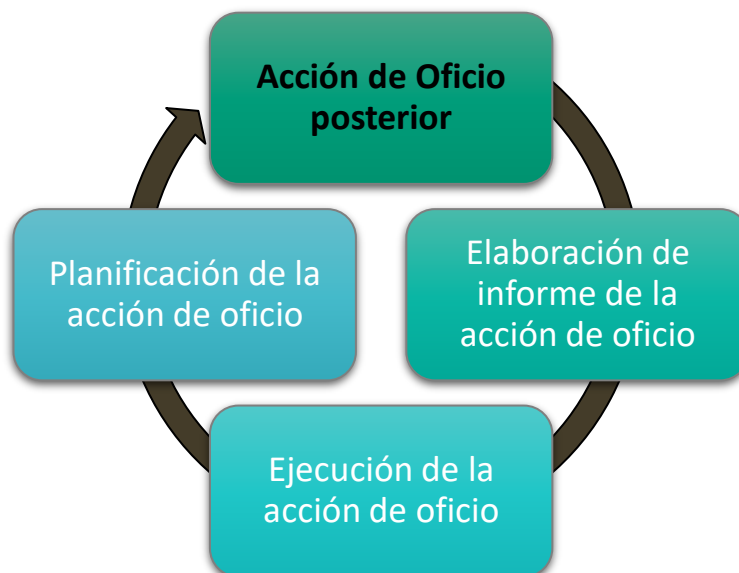 Acción de Oficio
posterior
Planificación de la
acción de oficio
Elaboración de
informe de la
acción de oficio
Ejecución de la
acción de oficio